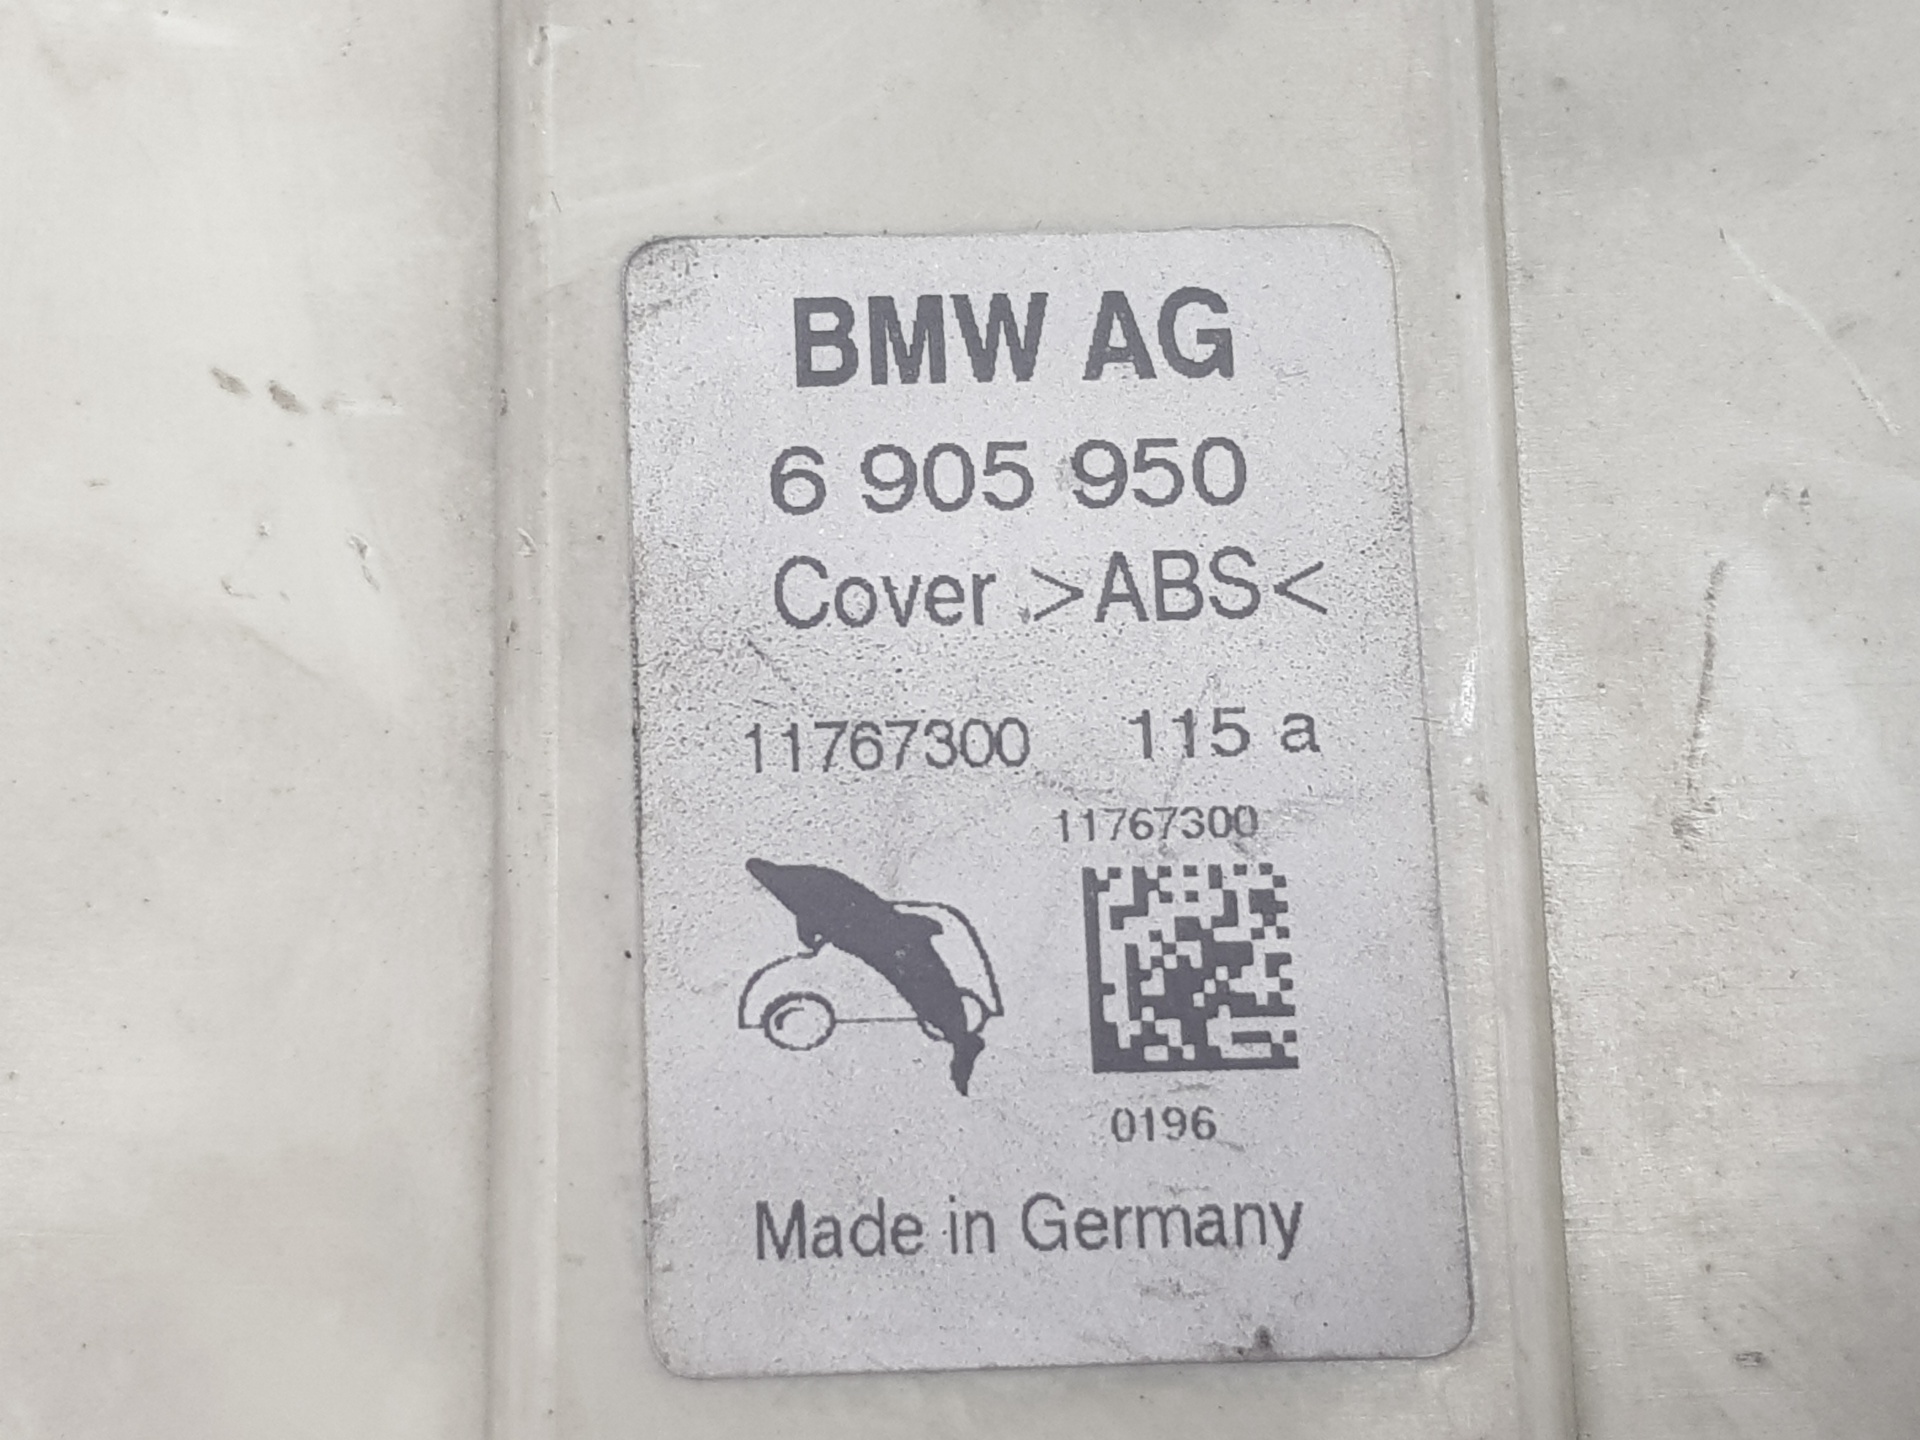 BMW AG
6 905 950
Cover >ABS<
11767300 115 a
11767300
0196
Made in Germany